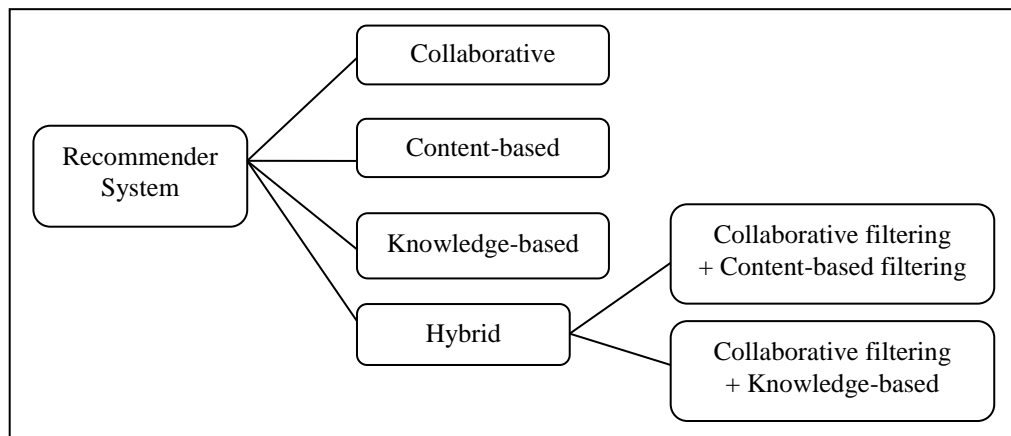 Collaborative
Recommender
System
Content-based
Knowledge-based
Hybrid
Collaborative filtering
+ Content-based filtering
Collaborative filtering
+ Knowledge-based